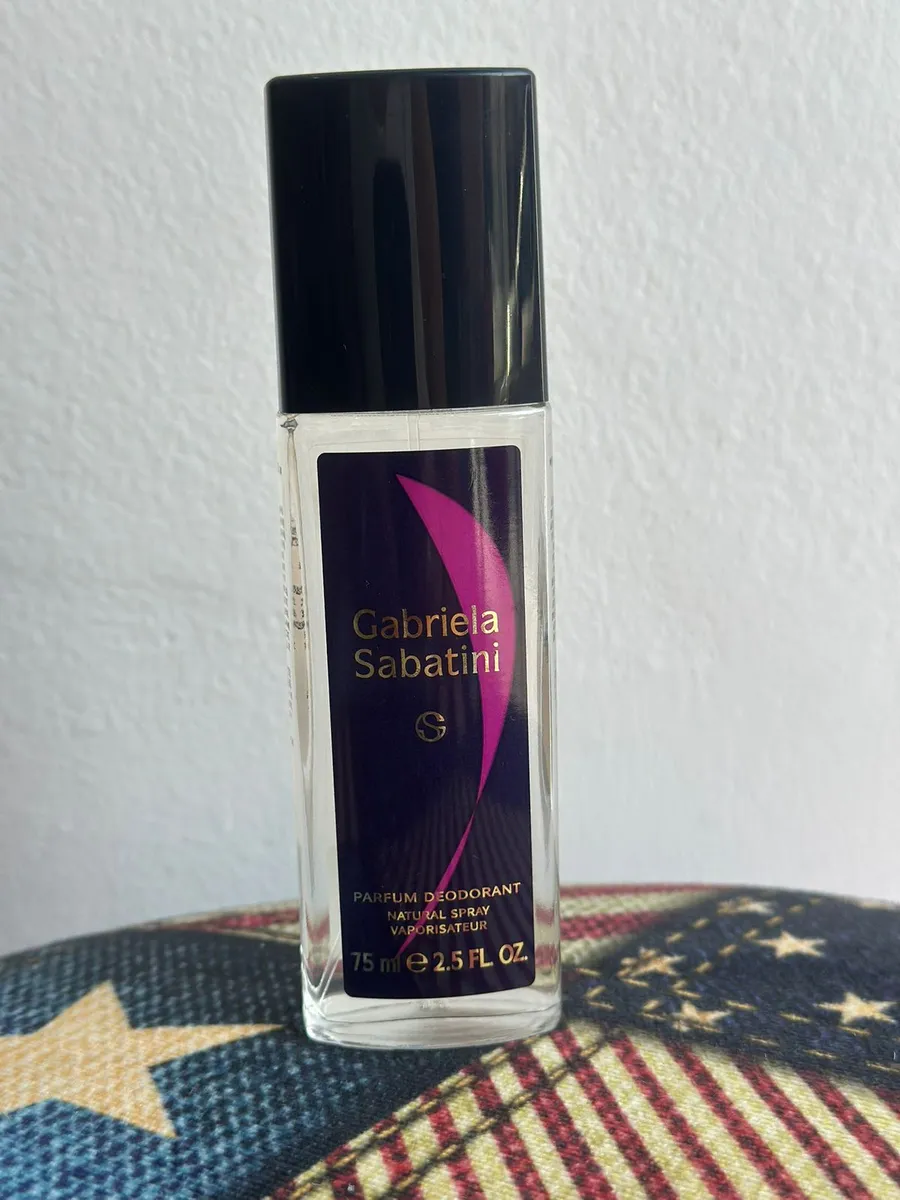 Gabriela
Sabatini
PARFUM DEODORANT
NATURAL SPRAY
VAPORISATEUR
75 ml e 2.5 FL. OZ.